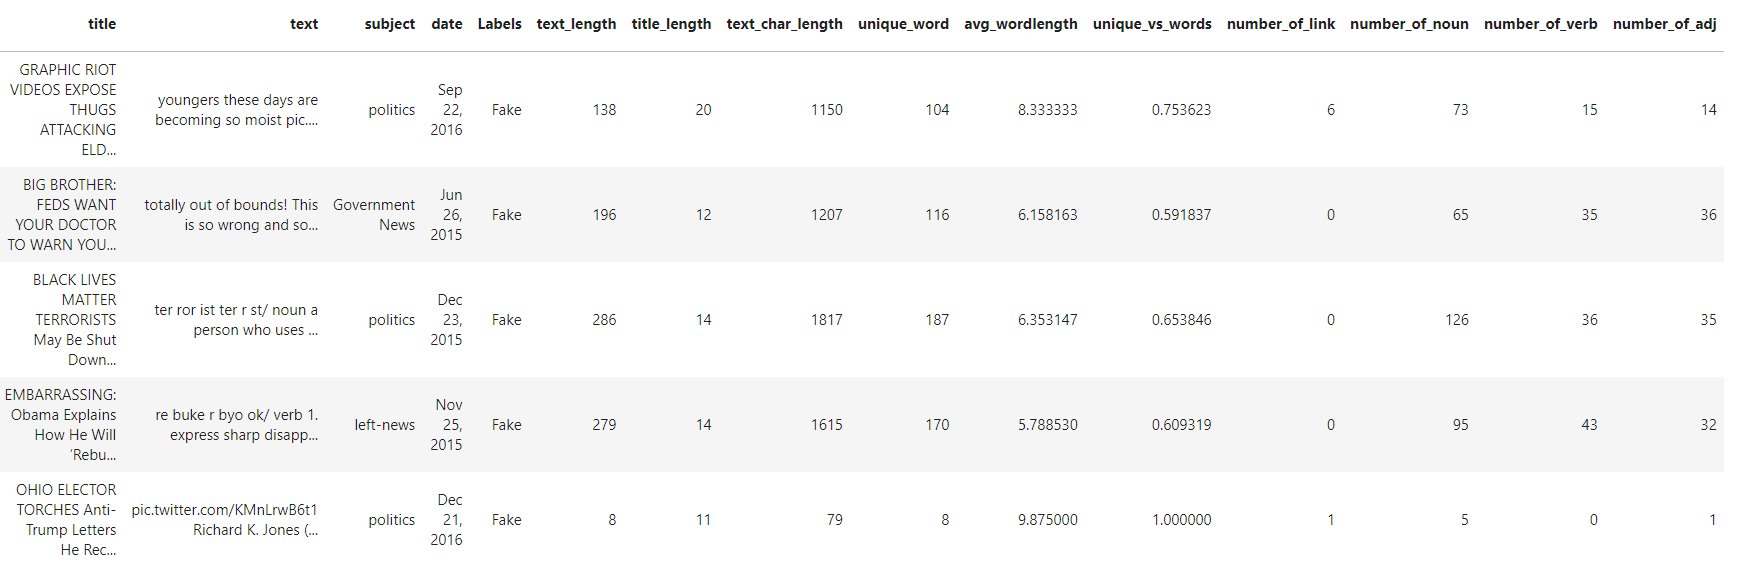 title text subject date Labels text_length title_length text_char_length unique_word avg_wordlength unique_vs_words number_of_link number_of_noun number_of_verb number_of_adj
GRAPHIC RIOT
VIDEOS EXPOSE
THUGS
ATTACKING
ELD...
youngers these days are
becoming so moist pic....
politics
Sep
22,
2016
Fake 138 20 1150 104 8.333333 0.753623 6 73 15 14
BIG BROTHER:
FEDS WANT
YOUR DOCTOR
TO WARN YOU...
totally out of bounds! This
is so wrong and so...
Government
News
Jun
26,
2015
Fake 196 12 1207 116 6.158163 0.591837 0 65 35 36
BLACK LIVES
MATTER
TERRORISTS
May Be Shut
Down...
ter ror ist ter r st/ noun a
person who uses ...
politics
Dec
23,
2015
Fake 286 14 1817 187 6.353147 0.653846 0 126 36 35
EMBARRASSING:
Obama Explains
How He Will
‘Rebu...
re buke r byo ok/ verb 1.
express sharp disapp...
left-news
Nov
25,
2015
Fake 279 14 1615 170 5.788530 0.609319 0 95 43 32
OHIO ELECTOR
TORCHES Anti-
Trump Letters
He Rec...
pic.twitter.com/KMnLrwB6t1
Richard K. Jones (...
politics
Dec
21,
2016
Fake 8 11 79 8 9.875000 1.000000 1 5 0 1